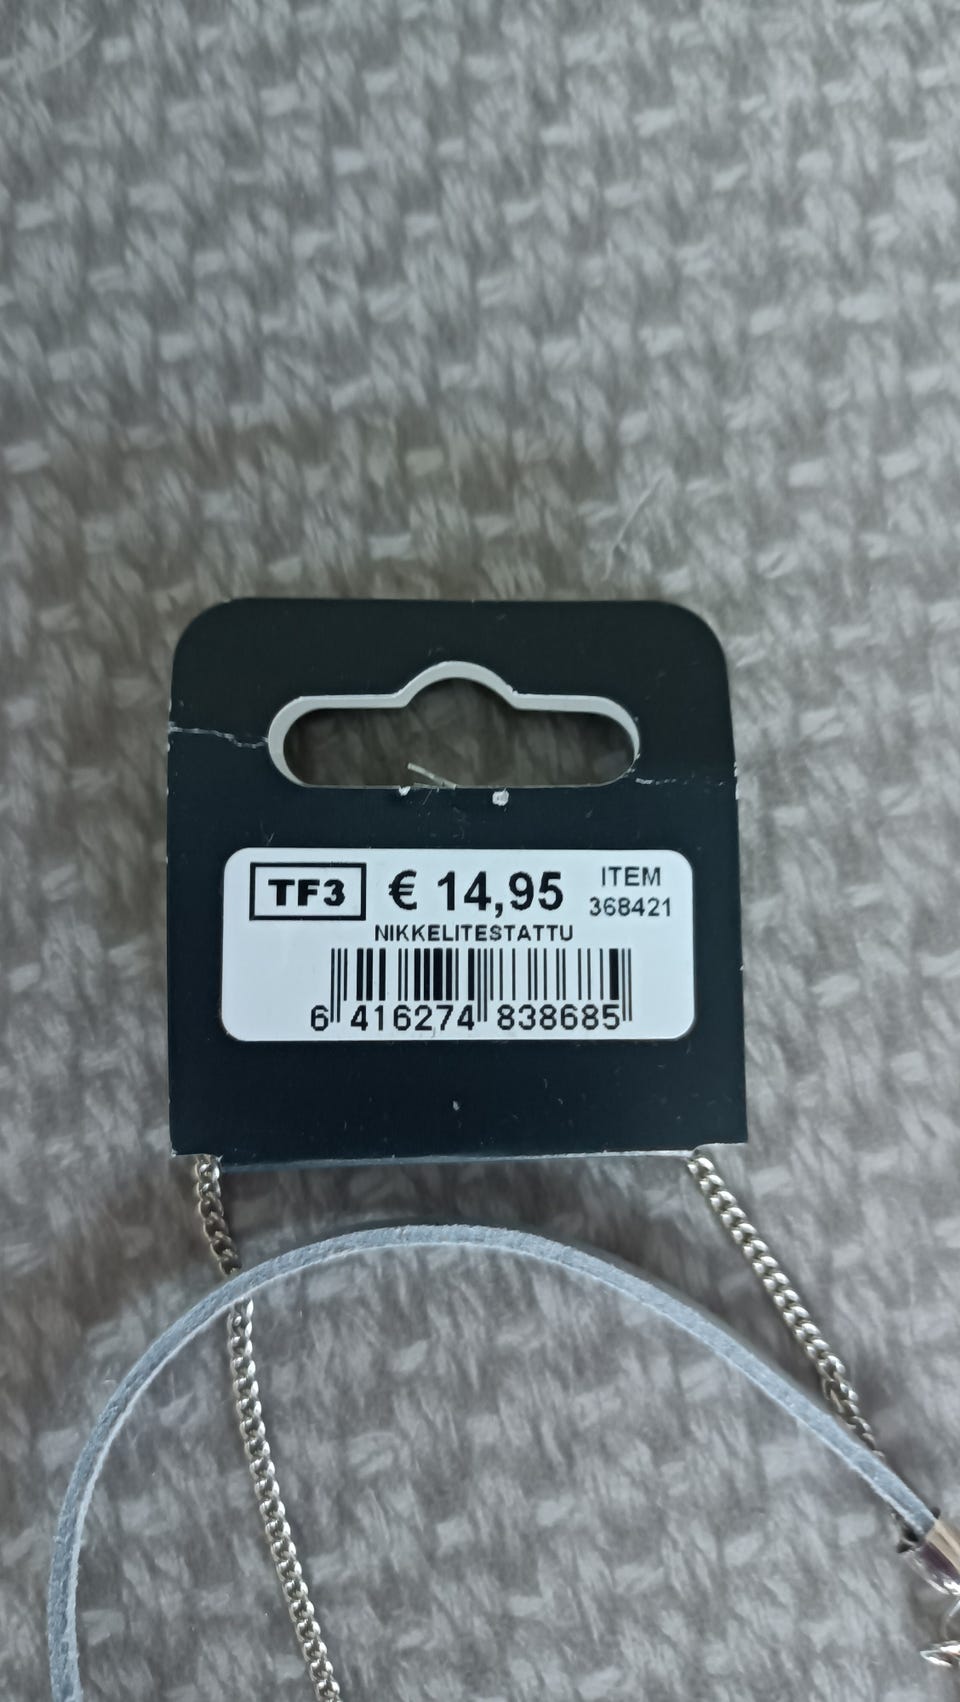 TF3 € 14,95 ITEM
368421
NIKKELITESTATTU
6 416274 838685